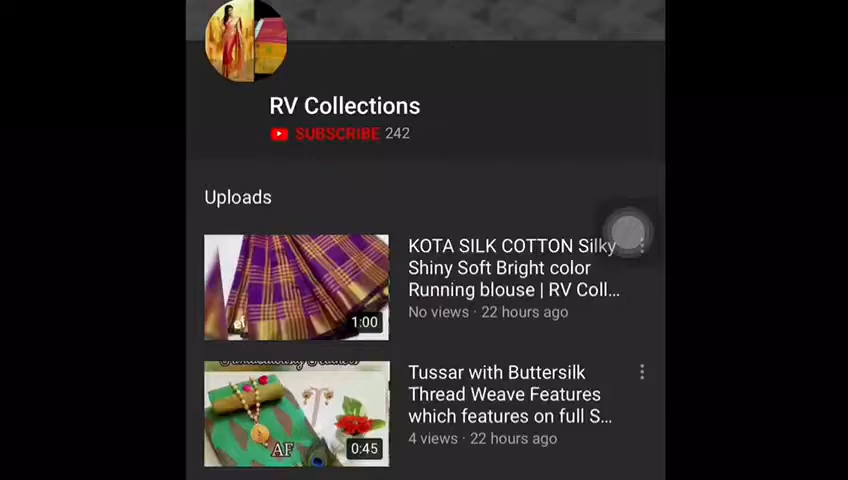 RV Collections
SUBSCRIBE 242
Uploads
KOTA SILK COTTON Silky
Shiny Soft Bright color
Running blouse | RV Coll...
No views · 22 hours ago
1:00
Tussar with Buttersilk
Thread Weave Features
which features on full S...
4 views · 22 hours ago
AF
0:45